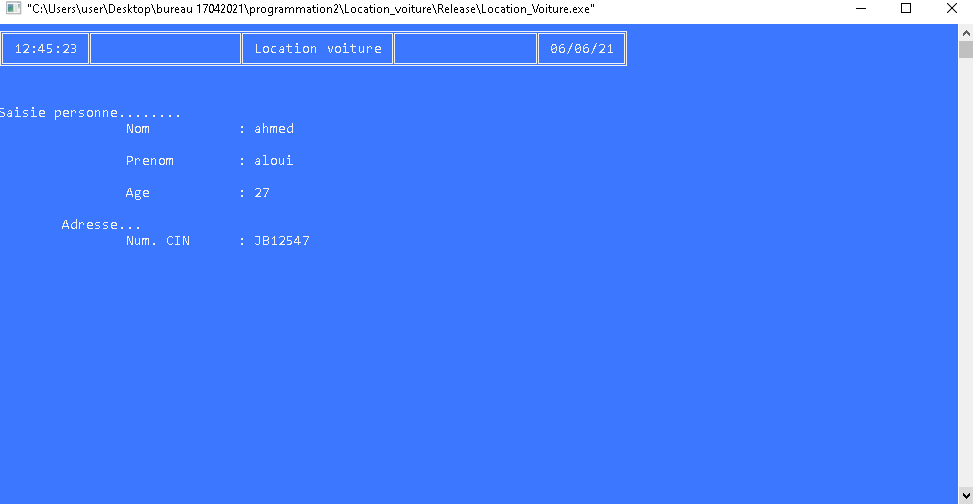 "C:\Users\user\Desktop\bureau 17042021\programmation2\Location_voiture\Release\Location_Voiture.exe"
12:45:23 Location voiture 06/06/21
Saisie personne........
Nom : ahmed
Prenom : aloui
Age : 27
Adresse...
Num. CIN : JB12547